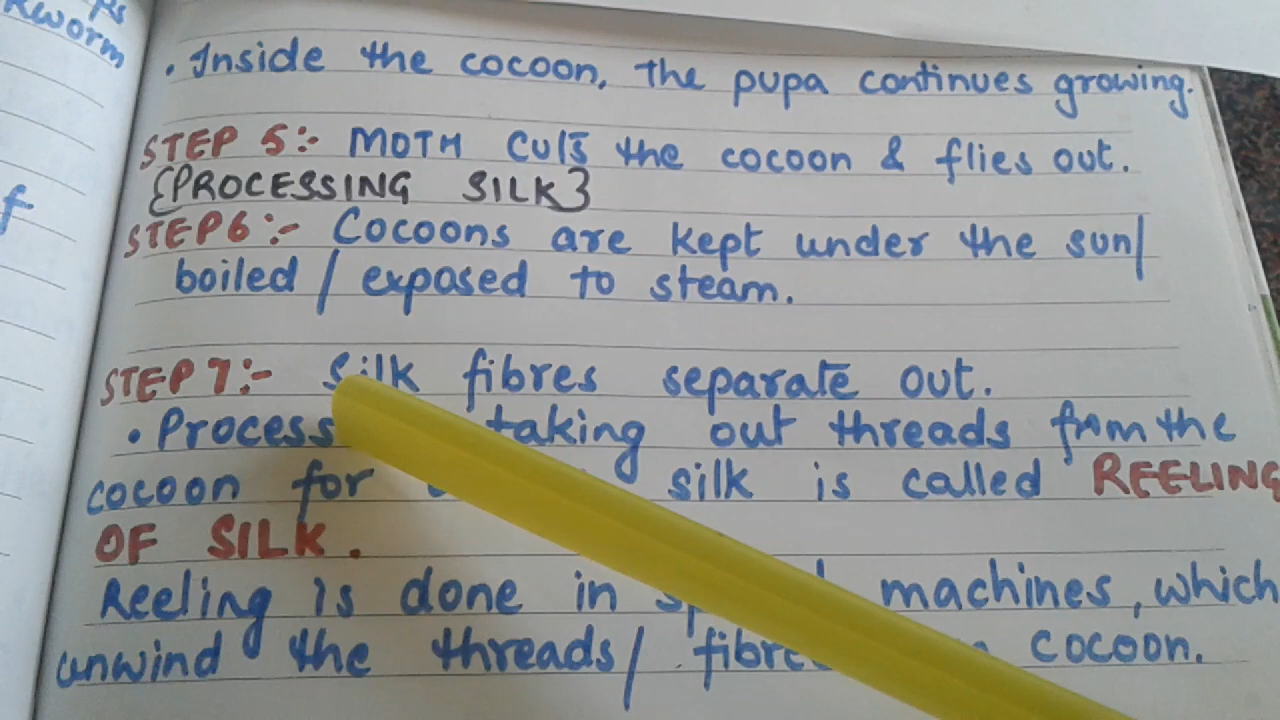 ms
kworm
f
. Inside the cocoon, the pupa continues growing.
STEP 5:- MOTH cuts the cocoon & flies out.
{PROCESSING SILK}
STEP6:- Cocoons are kept under the sun/
boiled / exposed to steam.
STEP 7:- Silk fibres separate out.
. Process taking out threads from the
cocoon for silk is called REELING
OF SILK.
Reeling is done in machines, which
unwind the threads/ cocoon.